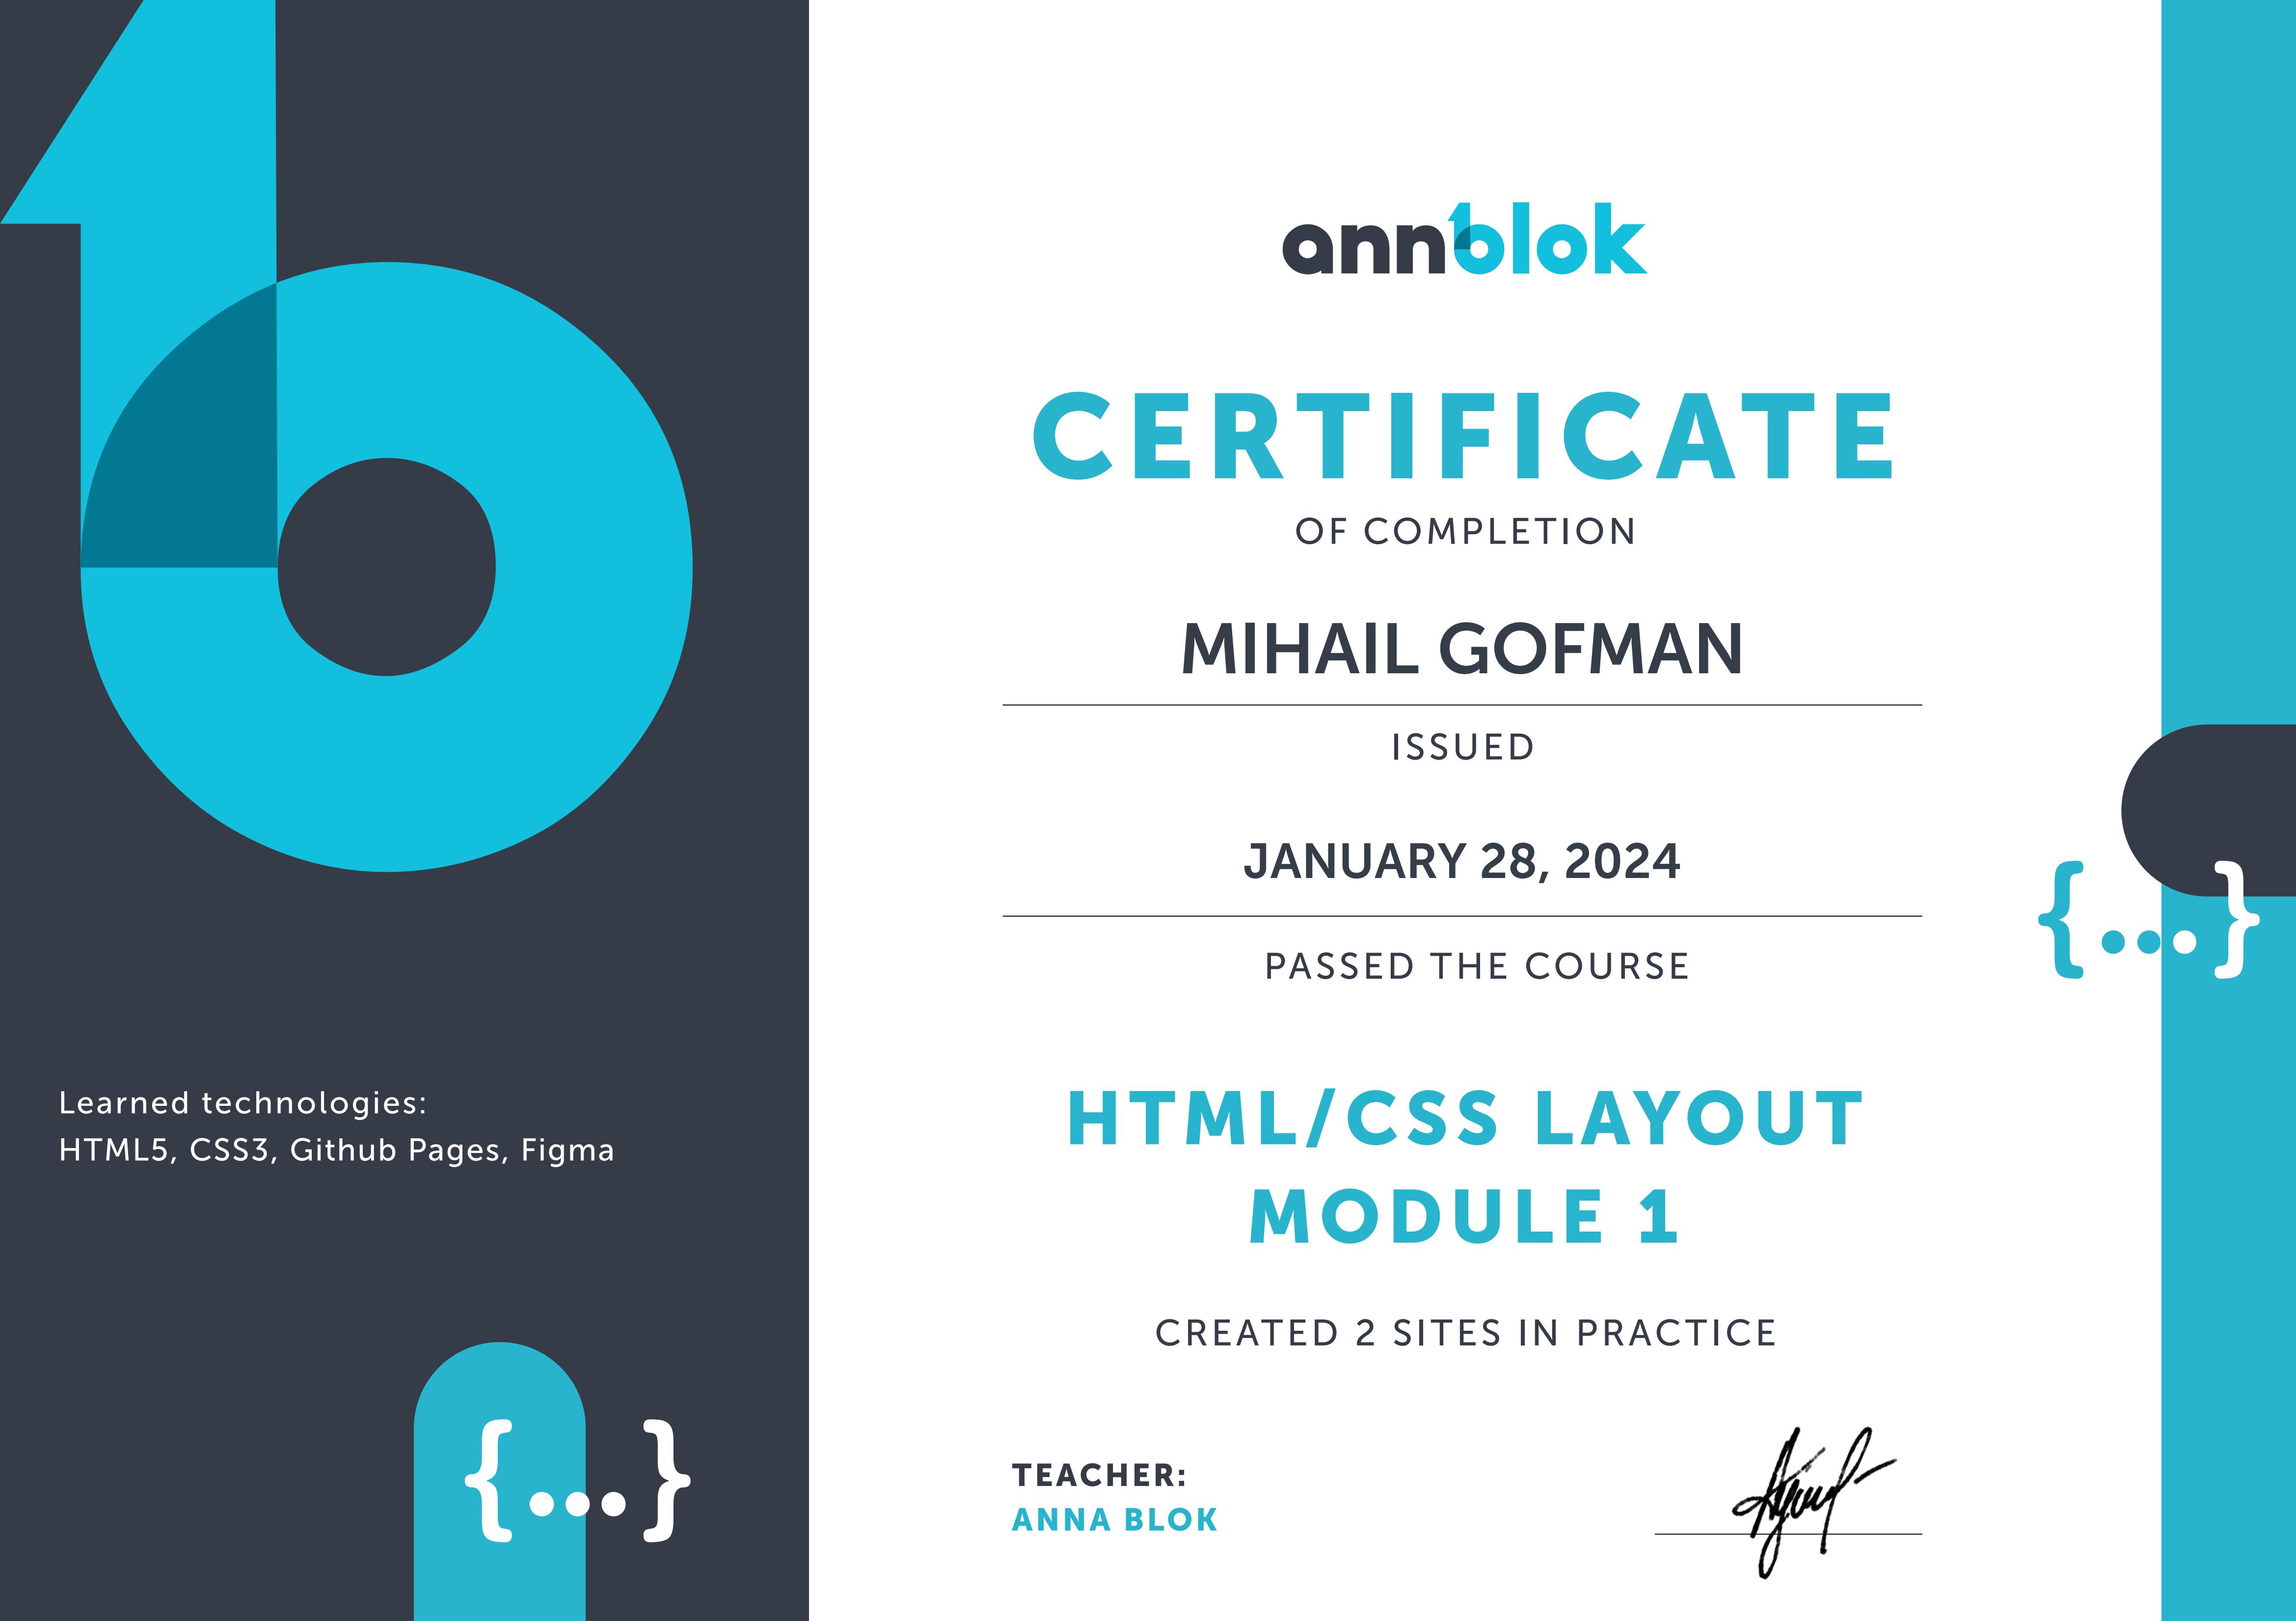 annblok
CERTIFICATE
OF COMPLETION
MIHAIL GOFMAN
ISSUED
JANUARY 28, 2024
PASSED THE COURSE
HTML/CSS LAYOUT
MODULE 1
CREATED 2 SITES IN PRACTICE
TEACHER:
ANNA BLOK
Learned technologies:
HTML5, CSS3, Github Pages, Figma
{...}
{...}